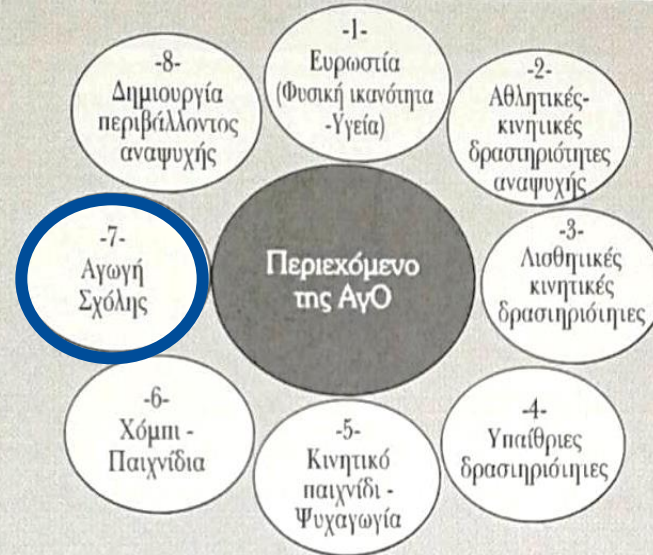 -1-
Ευρωστία
(Φυσική ικανότητα
-Υγεία)
-2-
Αθλητικές-
κινητικές
δραστηριότητες
αναψυχής
-3-
Λισθητικές
κινητικές
δραστηριότητες
-4-
Υπαίθριες
δραστηριότητες
-5-
Κινητικό
παιχνίδι -
Ψυχαγωγία
-6-
Χόμπι -
Παιχνίδια
-7-
Αγωγή
Σχόλης
-8-
Δημιουργία
περιβάλλοντος
αναψυχής
Περιεχόμενο
της ΑγΟ